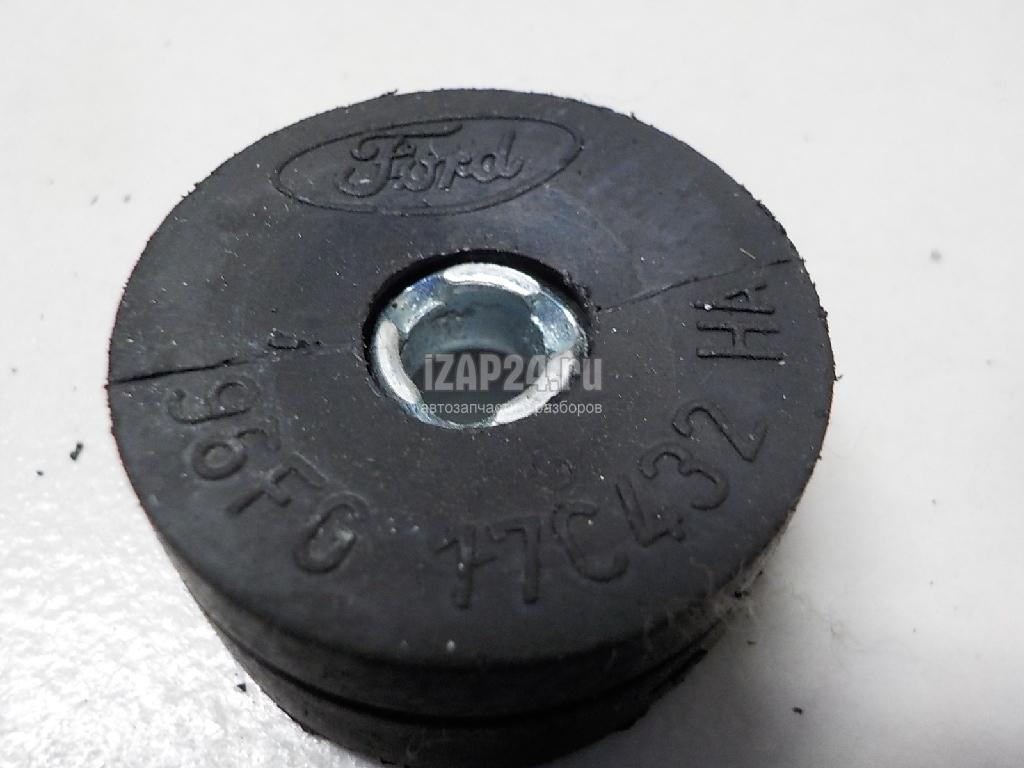 Ford
iZAP24.ru
автозапчасти с разборов
96FG 17C432 HA